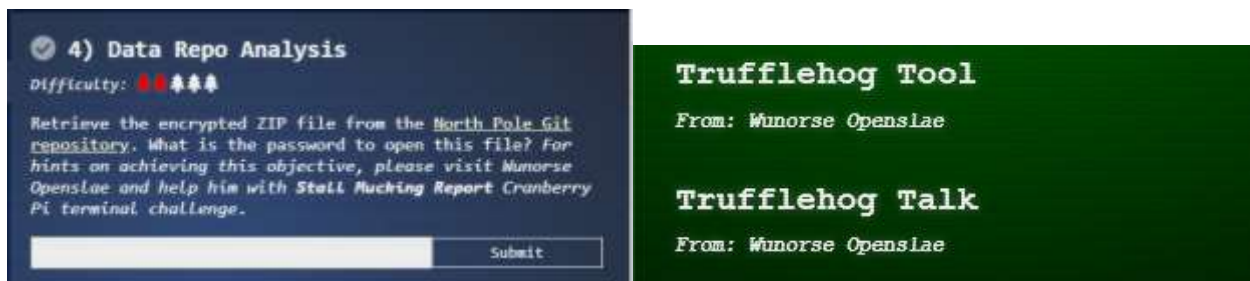 4) Data Repo Analysis
Difficulty:
Retrieve the encrypted ZIP file from the North Pole Git
repository. What is the password to open this file? For
hints on achieving this objective, please visit Wunorse
Openslae and help him with Stall Mucking Report Cranberry
Pi terminal challenge.
Submit
Trufflehog Tool
From: Wunorse Openslae
Trufflehog Talk
From: Wunorse Openslae